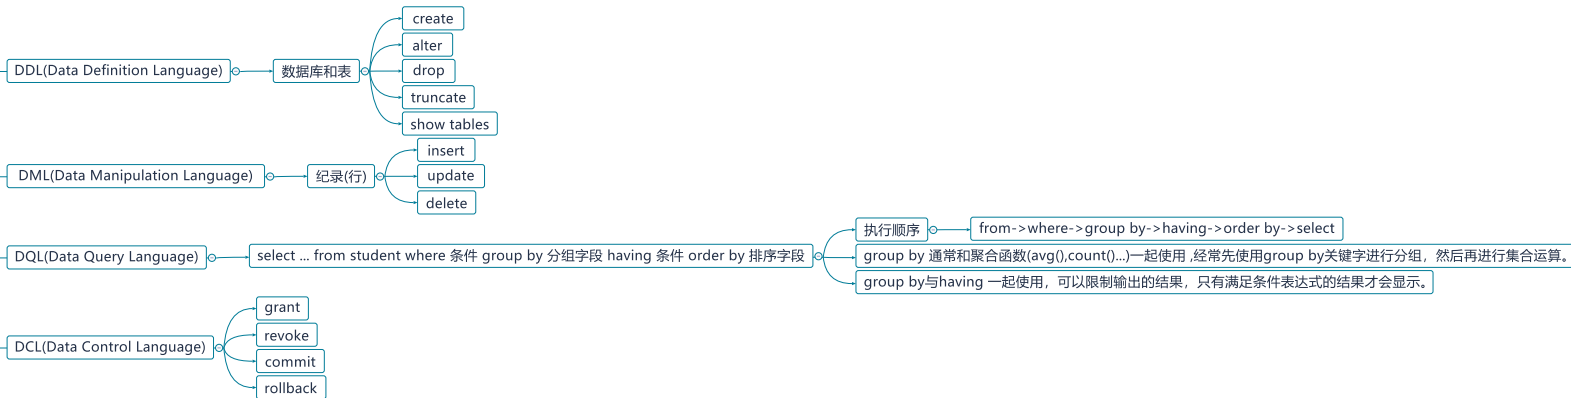 DDL(Data Definition Language)
数据库和表
create
alter
drop
truncate
show tables
DML(Data Manipulation Language)
纪录(行)
insert
update
delete
DQL(Data Query Language)
select ... from student where 条件 group by 分组字段 having 条件 order by 排序字段
执行顺序
from->where->group by->having->order by->select
group by 通常和聚合函数(avg(),count()...)一起使用 ,经常先使用group by关键字进行分组，然后再进行集合运算。
group by与having 一起使用，可以限制输出的结果，只有满足条件表达式的结果才会显示。
DCL(Data Control Language)
grant
revoke
commit
rollback